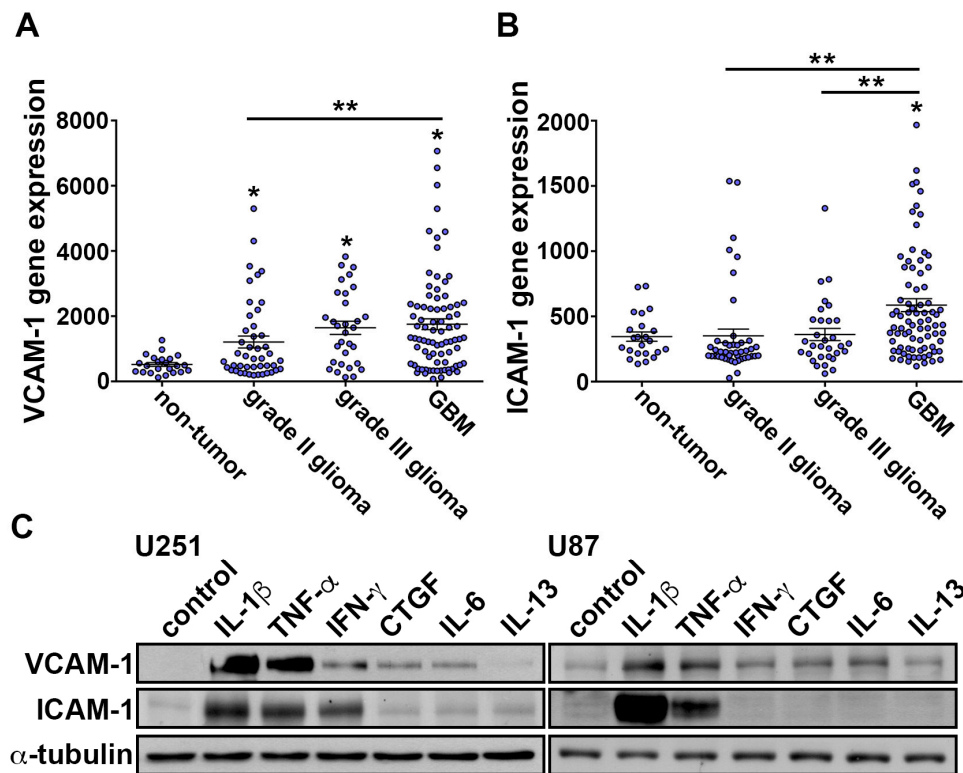 A
VCAM-1 gene expression
8000
6000
4000
2000
0
*
*
**
*
non-tumor
grade II glioma
grade III glioma
GBM
B
ICAM-1 gene expression
2000
1500
1000
500
0
**
**
*
non-tumor
grade II glioma
grade III glioma
GBM
C
U251
control
IL-1β
TNF-α
IFN-γ
CTGF
IL-6
IL-13
U87
control
IL-1β
TNF-α
IFN-γ
CTGF
IL-6
IL-13
VCAM-1
ICAM-1
α-tubulin